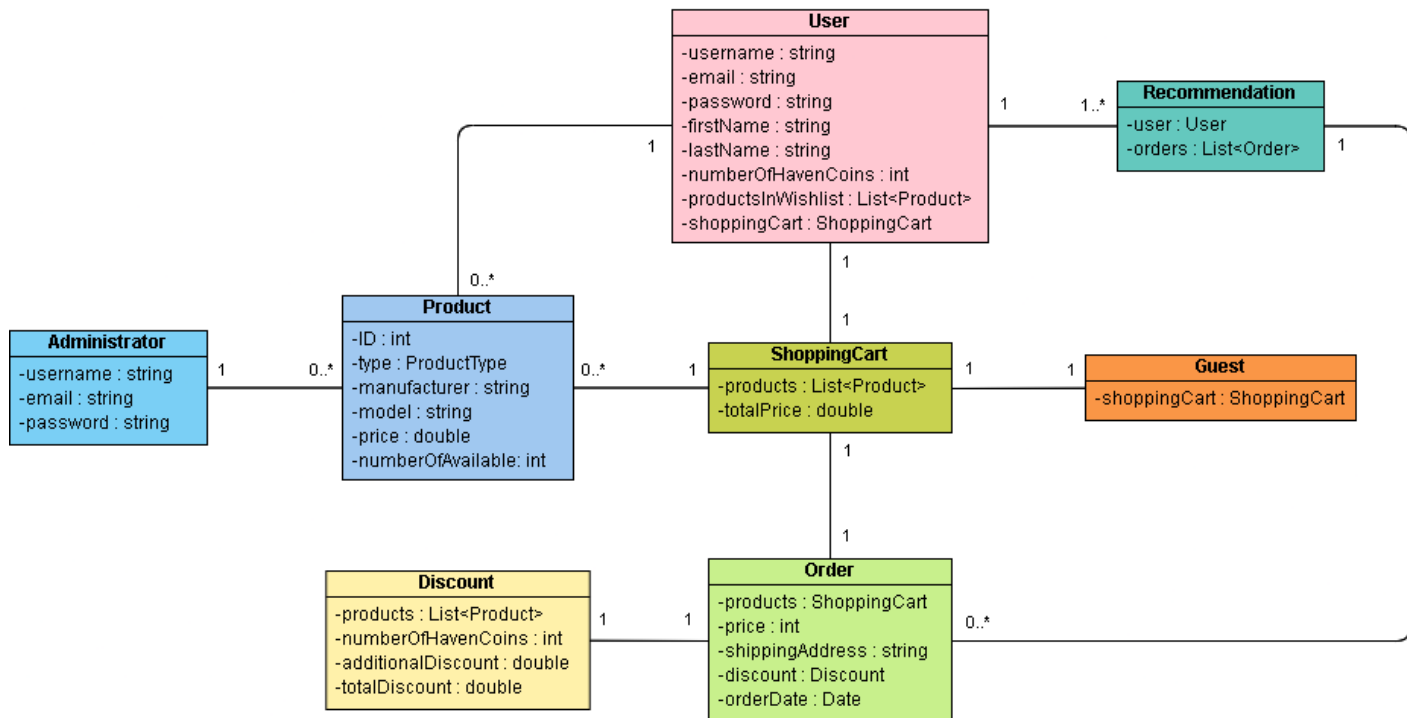 User
-username : string
-email : string
-password : string
-firstName : string
-lastName : string
-numberOfHavenCoins : int
-productsInWishlist : List<Product>
-shoppingCart : ShoppingCart
1
1
1..*
Recommendation
-user : User
-orders : List<Order>
1
0..*
1
Administrator
-username : string
-email : string
-password : string
1
0..*
Product
-ID : int
-type : ProductType
-manufacturer : string
-model : string
-price : double
-numberOfAvailable: int
0..*
1
1
ShoppingCart
-products : List<Product>
-totalPrice : double
1
1
Guest
-shoppingCart : ShoppingCart
1
1
Discount
-products : List<Product>
-numberOfHavenCoins : int
-additionalDiscount : double
-totalDiscount : double
1
1
Order
-products : ShoppingCart
-price : int
-shippingAddress : string
-discount : Discount
-orderDate : Date
0..*